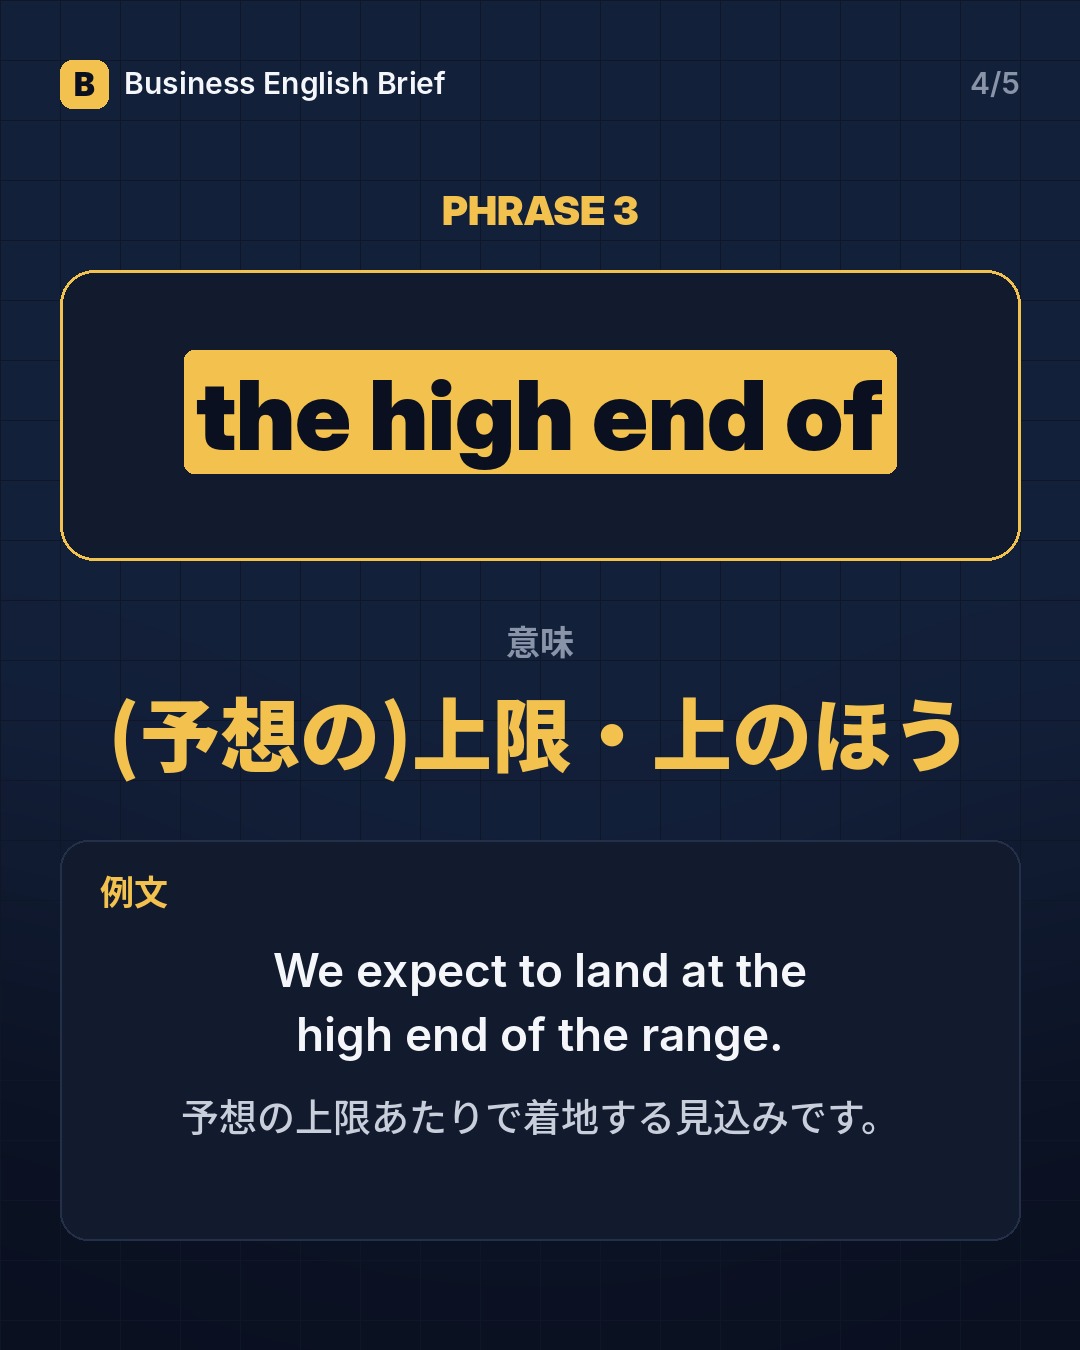 B Business English Brief 4/5
PHRASE 3
the high end of
意味
(予想の)上限・上のほう
例文
We expect to land at the
high end of the range.
予想の上限あたりで着地する見込みです。